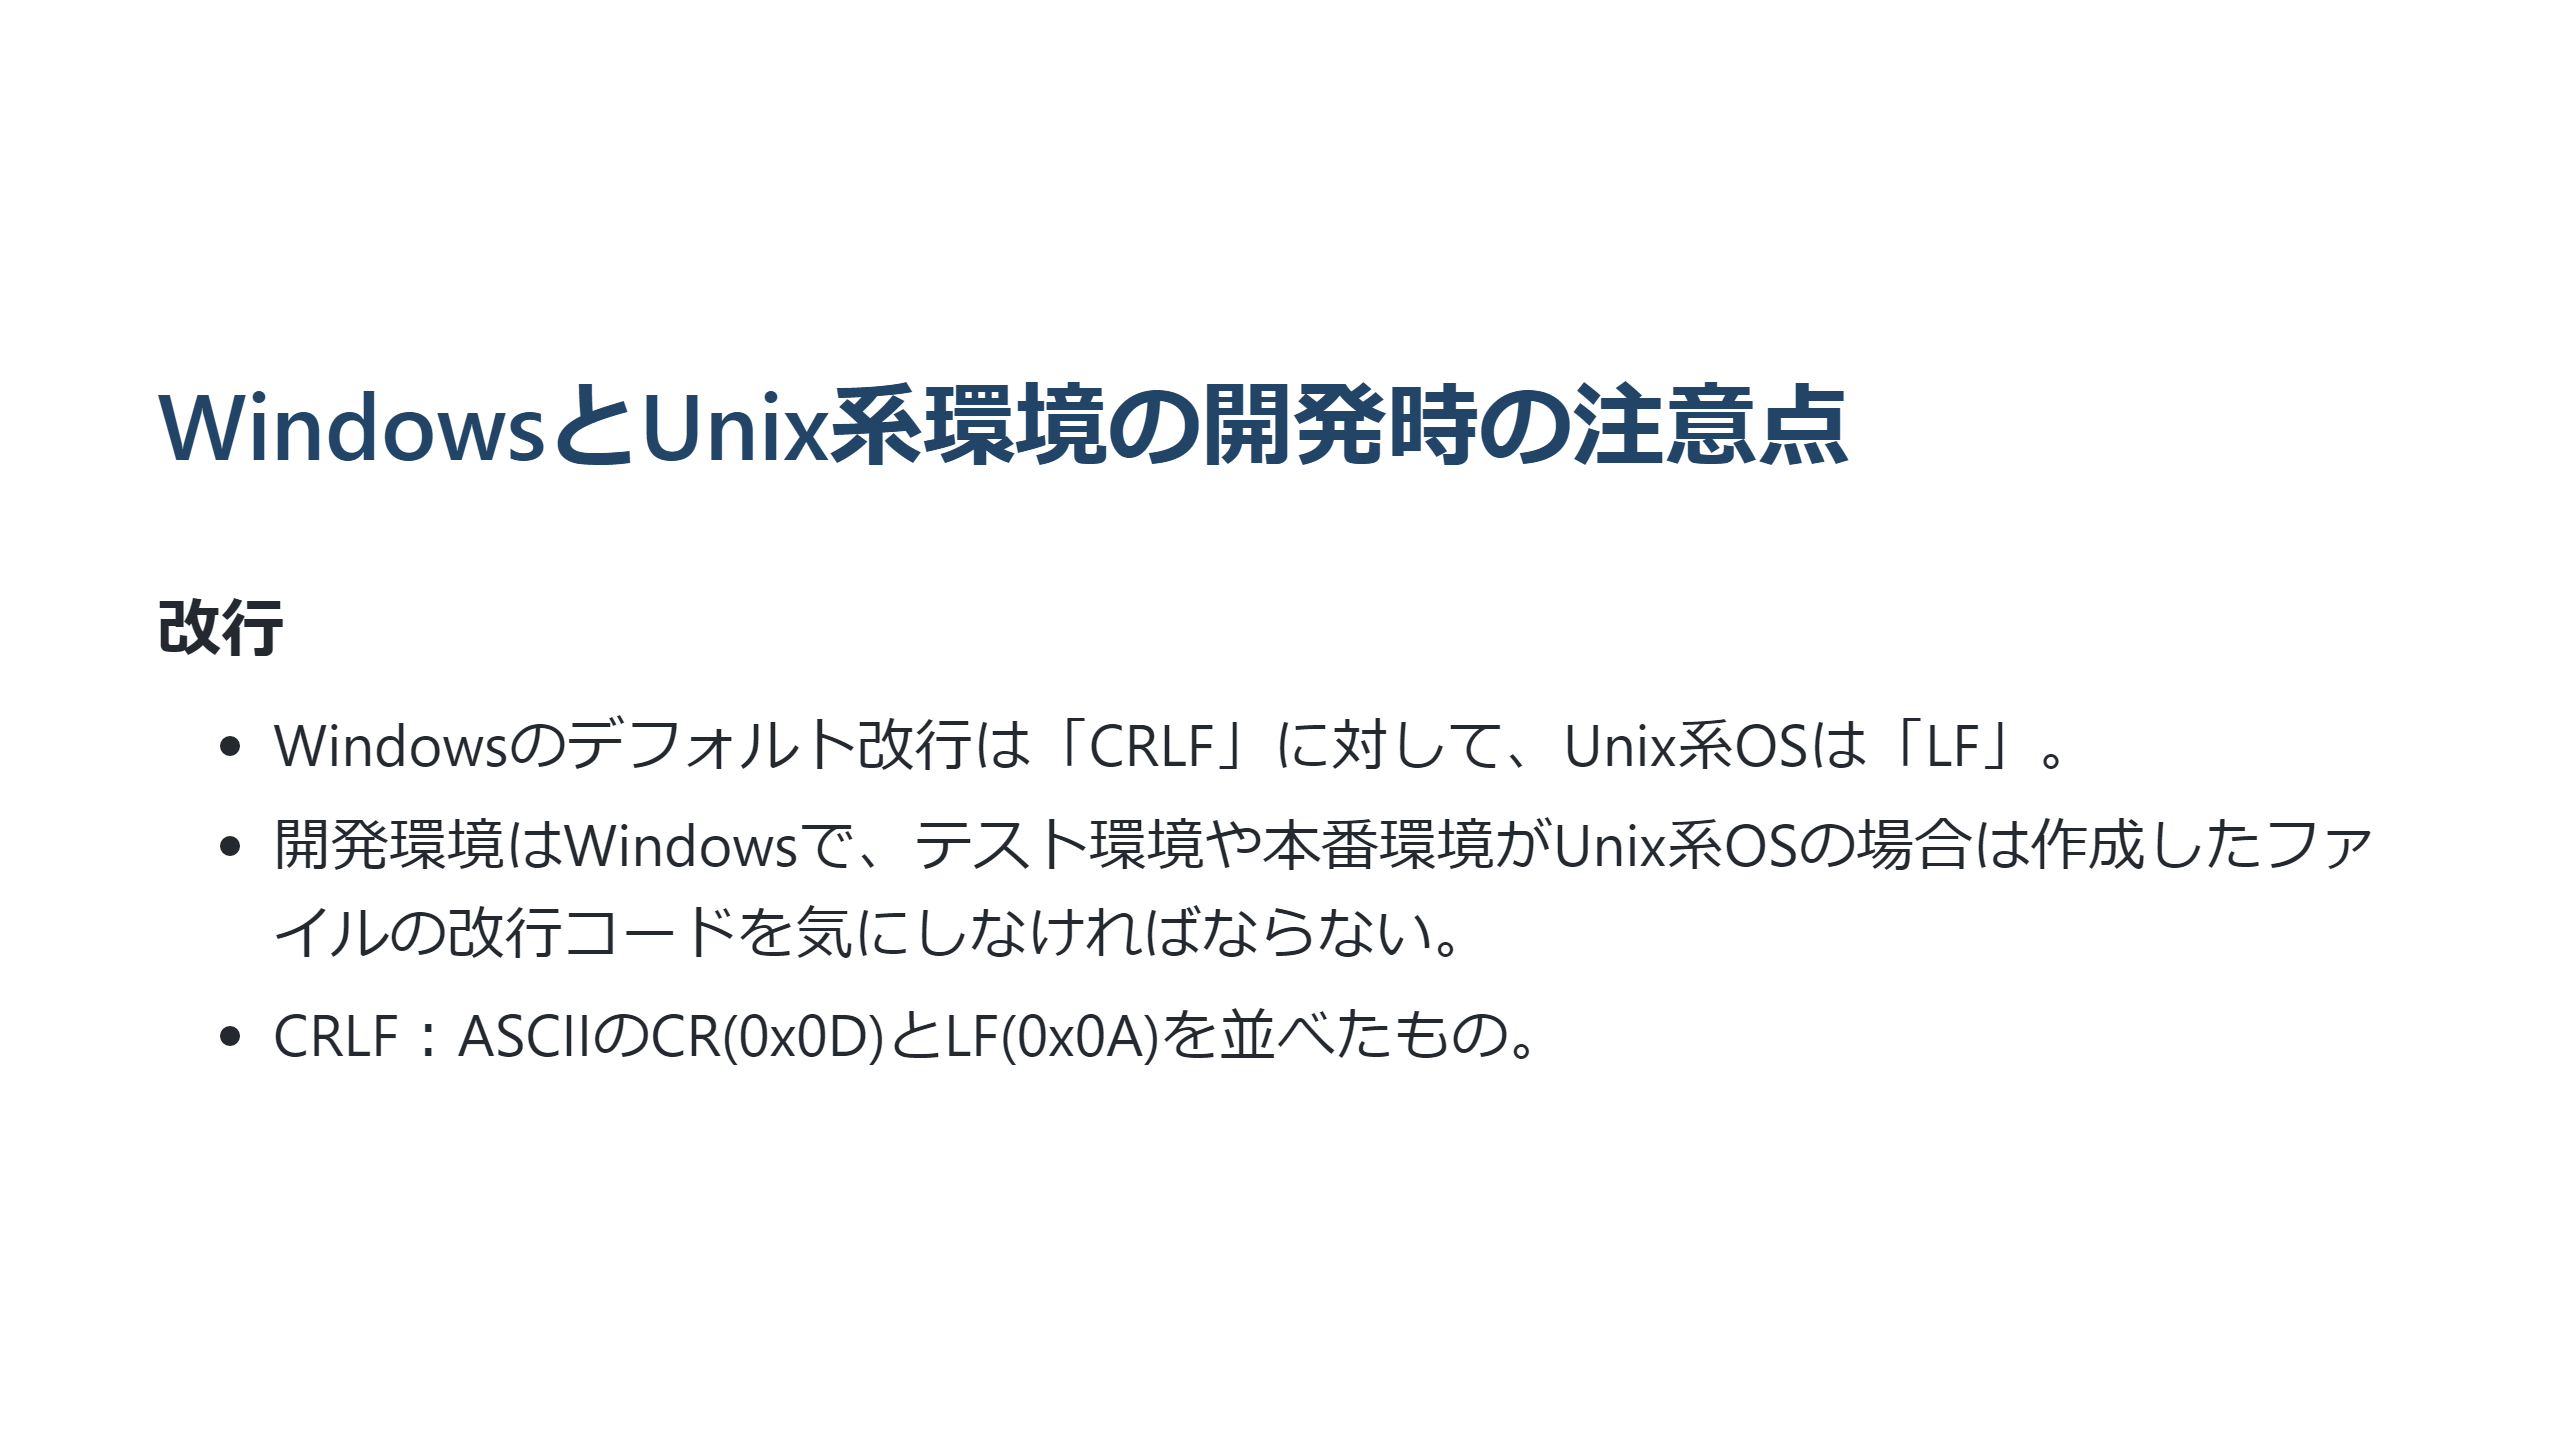 WindowsとUnix系環境の開発時の注意点
改行
• Windowsのデフォルト改行は「CRLF」に対して、Unix系OSは「LF」。
• 開発環境はWindowsで、テスト環境や本番環境がUnix系OSの場合は作成したファ
イルの改行コードを気にしなければならない。
• CRLF：ASCIIのCR(0x0D)とLF(0x0A)を並べたもの。